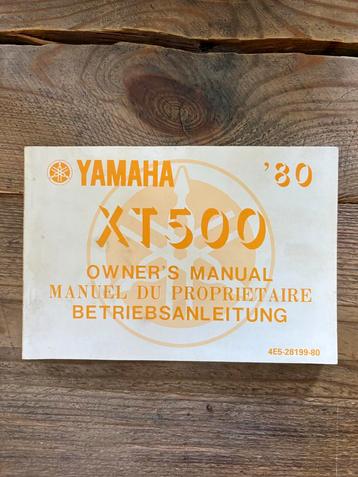 YAMAHA '80
XT500
OWNER'S MANUAL
MANUEL DU PROPRIETAIRE
BETRIEBSANLEITUNG
4E5-28199-80